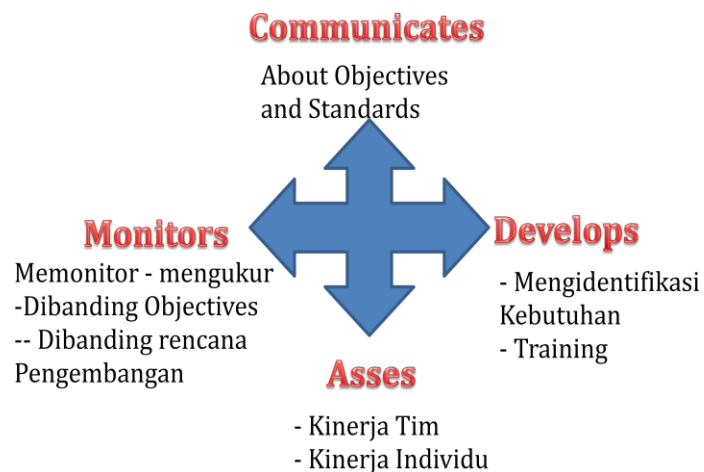 Communicates
About Objectives
and Standards
Monitors
Memonitor - mengukur
-Dibanding Objectives
-- Dibanding rencana
Pengembangan
Develops
- Mengidentifikasi
Kebutuhan
- Training
Asses
- Kinerja Tim
- Kinerja Individu